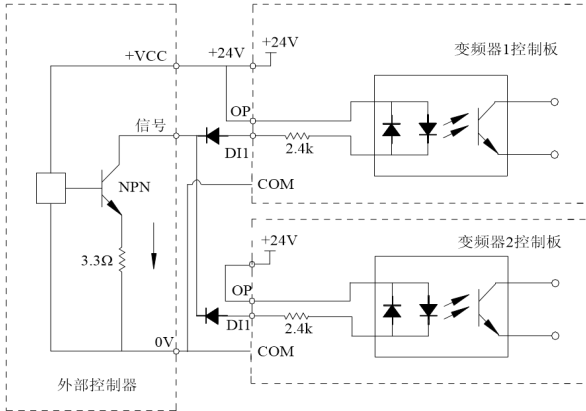 +VCC
+24V
+24V
变频器1控制板
OP
信号
DI1
2.4k
NPN
COM
+24V
变频器2控制板
3.3Ω
OP
DI1
2.4k
0V
COM
外部控制器